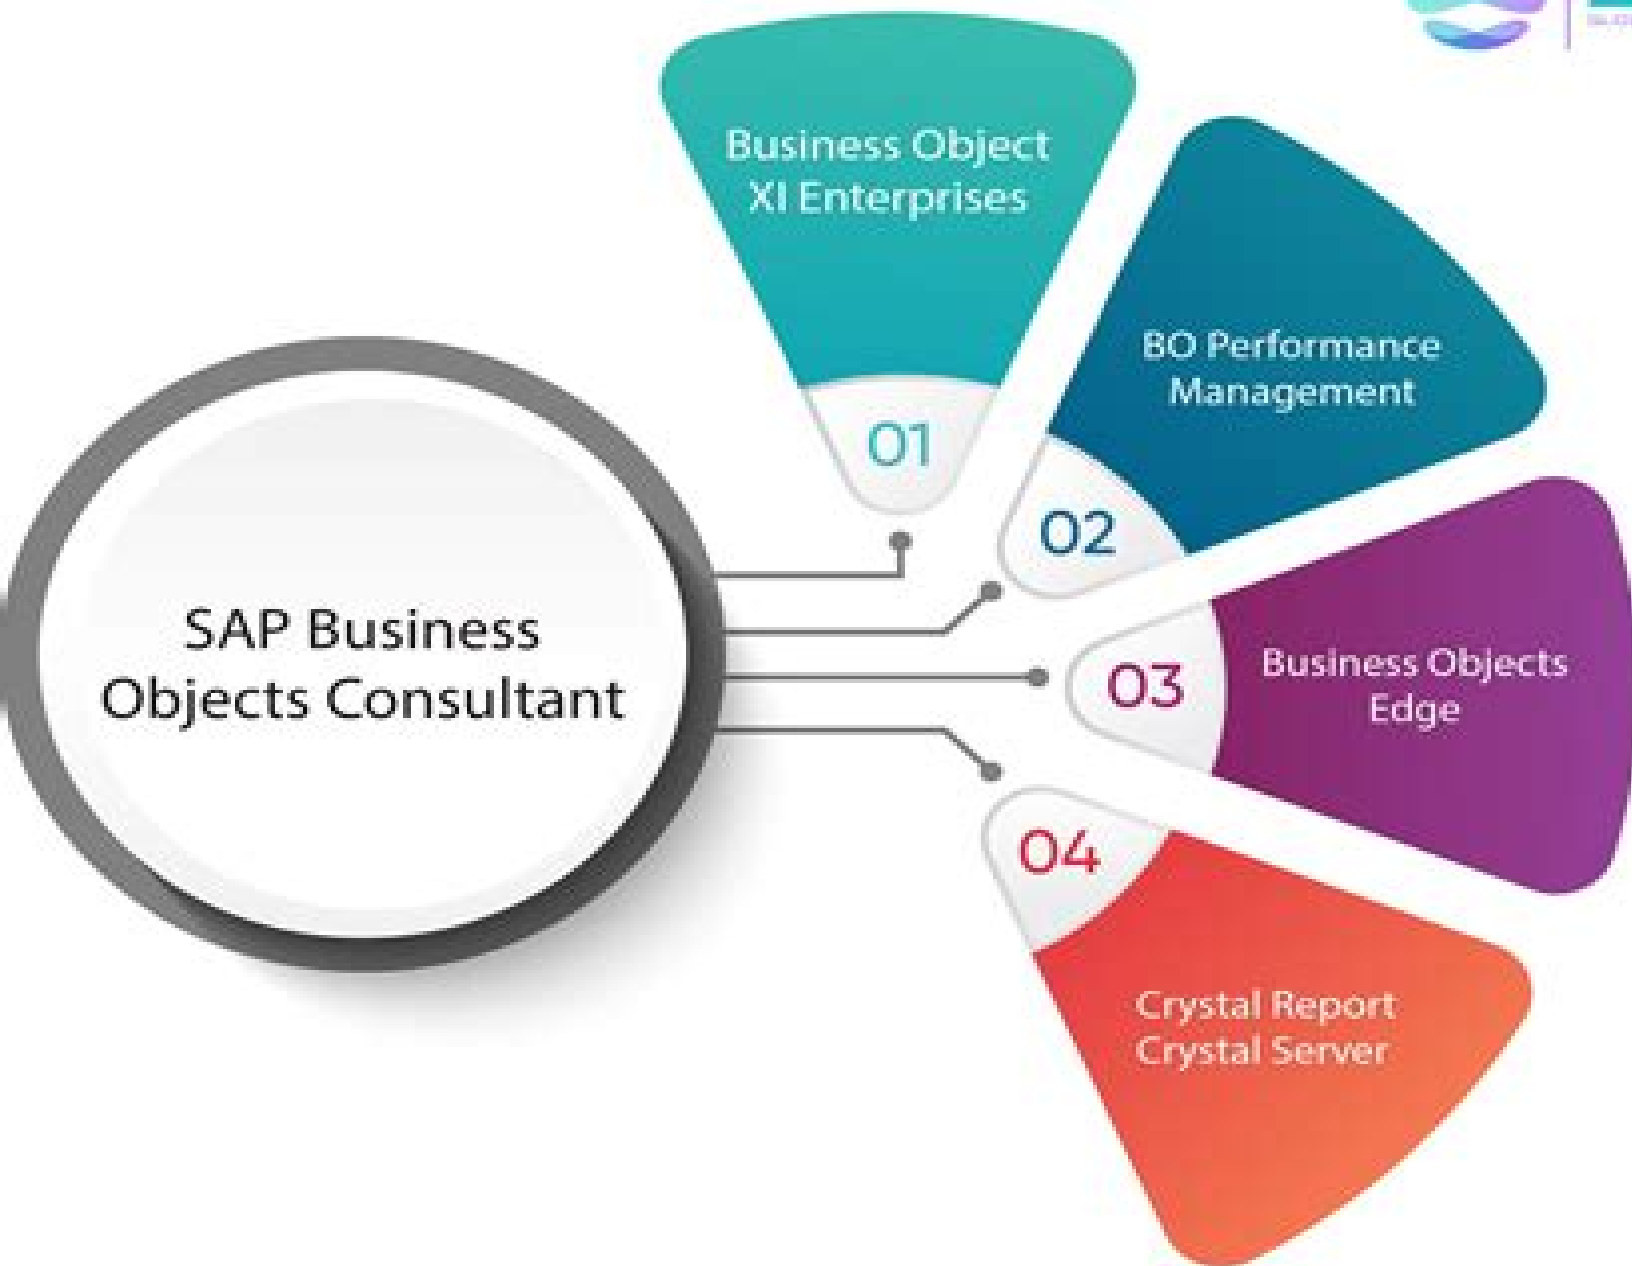 Business Object
XI Enterprises
01
BO Performance
Management
02
SAP Business
Objects Consultant
03
Business Objects
Edge
04
Crystal Report
Crystal Server